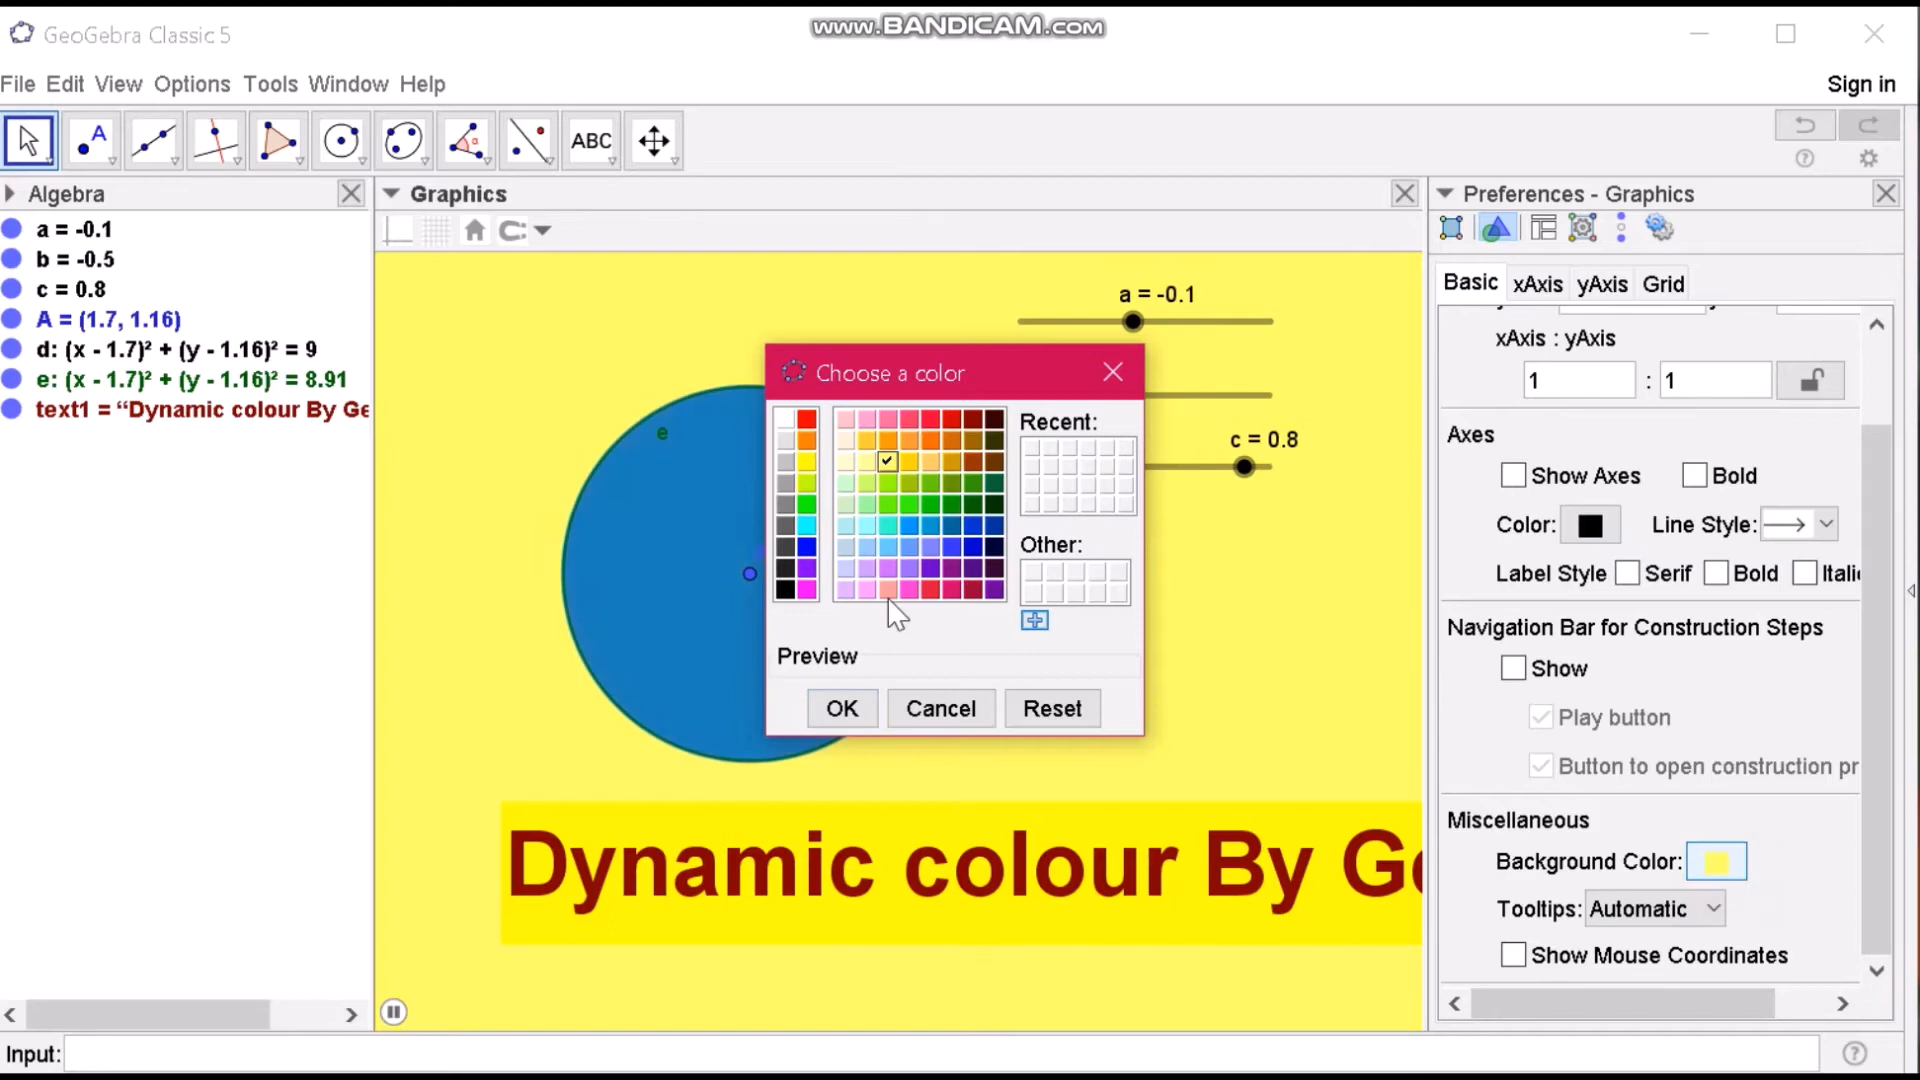 www.BANDICAM.com
GeoGebra Classic 5
File Edit View Options Tools Window Help
Sign in
A
α
ABC
Algebra
Graphics
Preferences - Graphics
a = -0.1
b = -0.5
c = 0.8
A = (1.7, 1.16)
d: (x - 1.7)² + (y - 1.16)² = 9
e: (x - 1.7)² + (y - 1.16)² = 8.91
text1 = “Dynamic colour By Ge
a = -0.1
c = 0.8
e
Dynamic colour By Ge
Choose a color
Recent:
Other:
Preview
OK Cancel Reset
Basic xAxis yAxis Grid
xAxis : yAxis
1 : 1
Axes
Show Axes Bold
Color: Line Style:
Label Style Serif Bold Itali
Navigation Bar for Construction Steps
Show
Play button
Button to open construction pr
Miscellaneous
Background Color:
Tooltips: Automatic
Show Mouse Coordinates
Input: